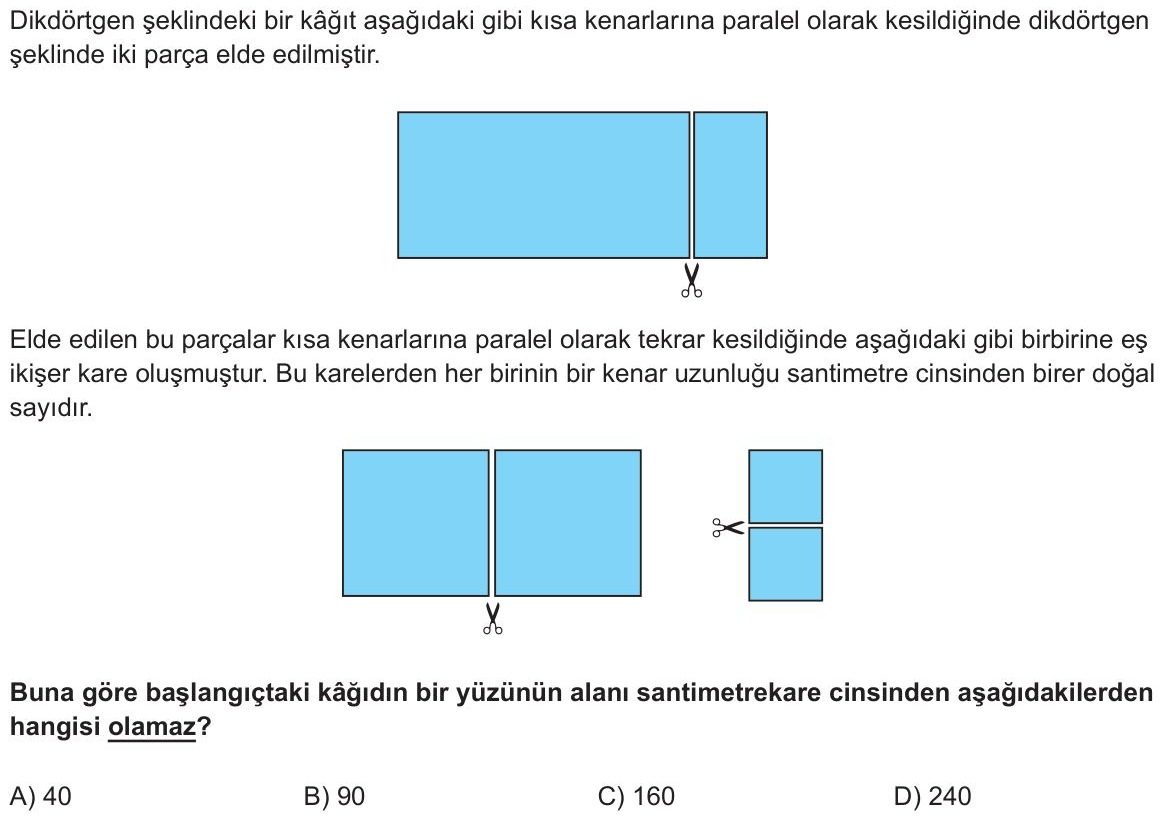 Dikdörtgen şeklindeki bir kâğıt aşağıdaki gibi kısa kenarlarına paralel olarak kesildiğinde dikdörtgen
şeklinde iki parça elde edilmiştir.
Elde edilen bu parçalar kısa kenarlarına paralel olarak tekrar kesildiğinde aşağıdaki gibi birbirine eş
ikişer kare oluşmuştur. Bu karelerden her birinin bir kenar uzunluğu santimetre cinsinden birer doğal
sayıdır.
Buna göre başlangıçtaki kâğıdın bir yüzünün alanı santimetrekare cinsinden aşağıdakilerden
hangisi olamaz?
A) 40 B) 90 C) 160 D) 240